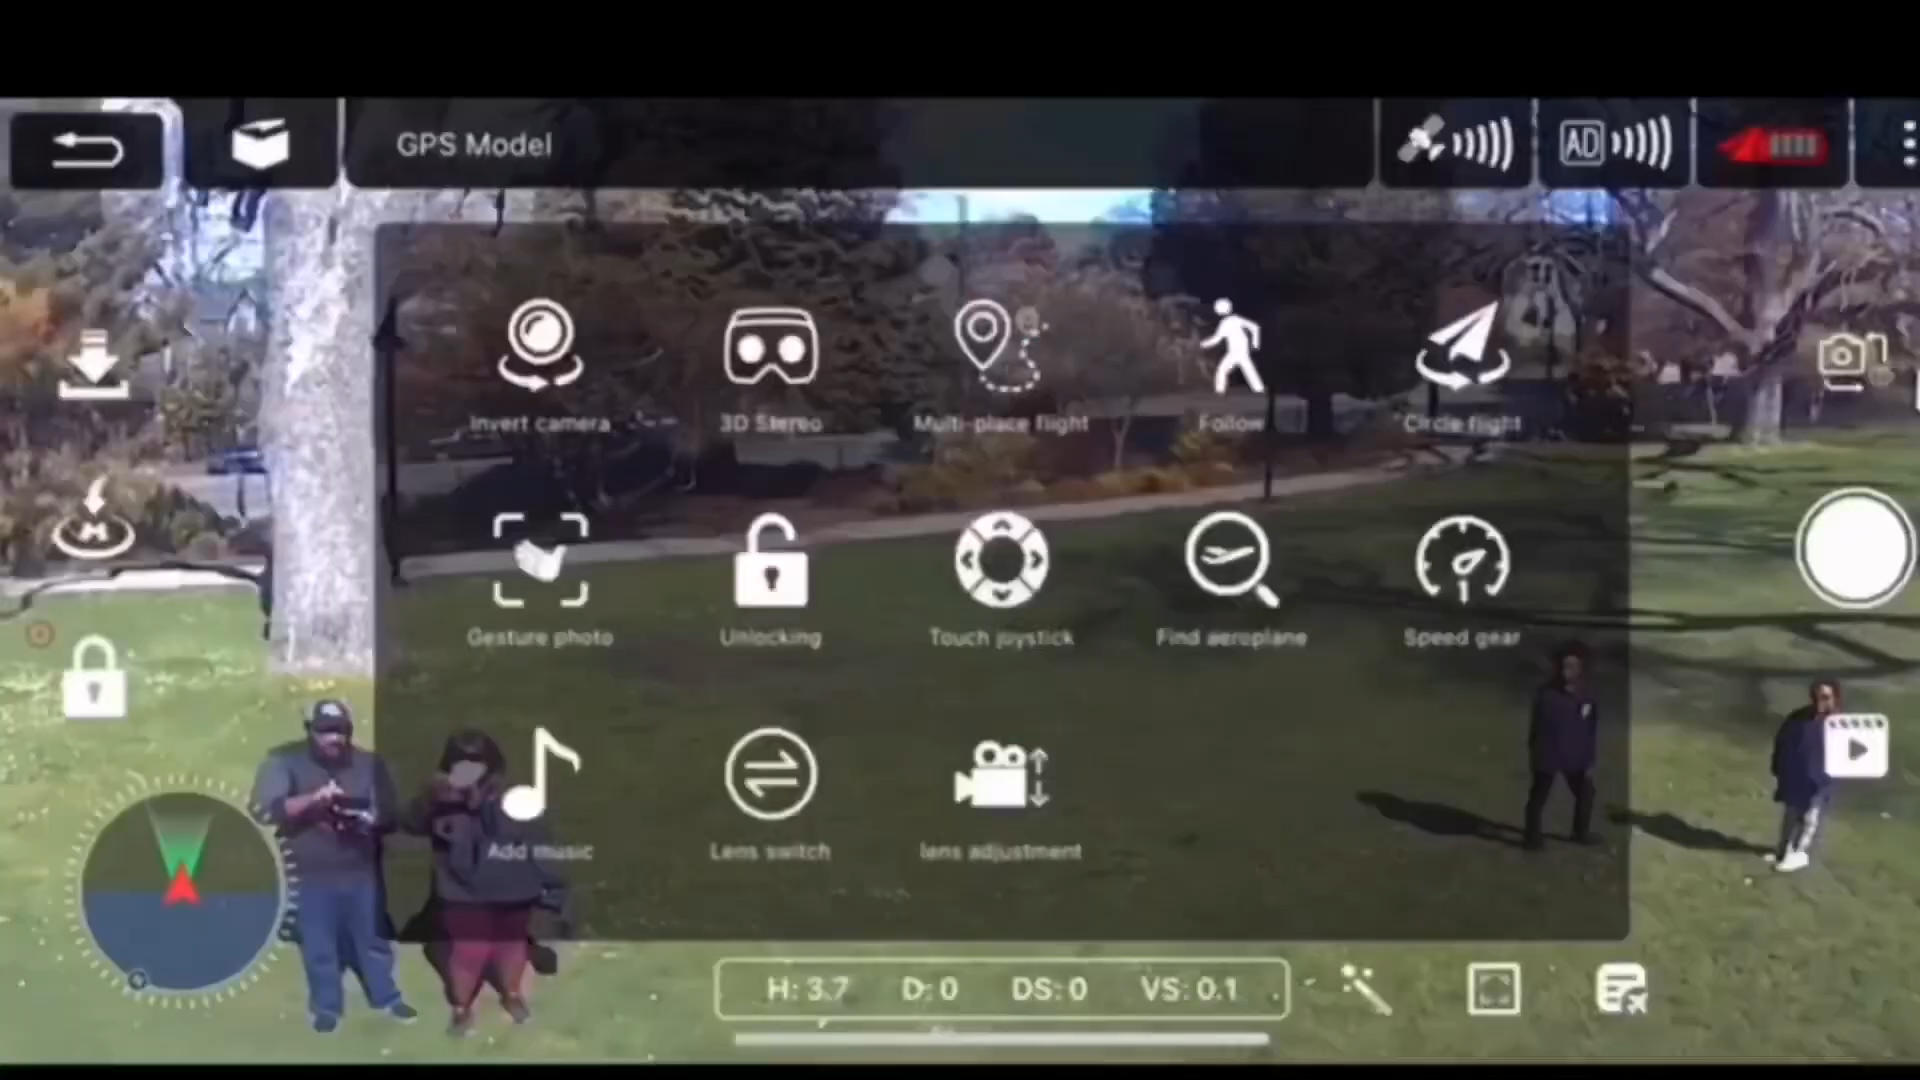 GPS Model
AD
Invert camera
3D Stereo
Multi-place flight
Follow
Circle flight
Gesture photo
Unlocking
Touch joystick
Find aeroplane
Speed gear
Add music
Lens switch
lens adjustment
H: 3.7 D: 0 DS: 0 VS: 0.1